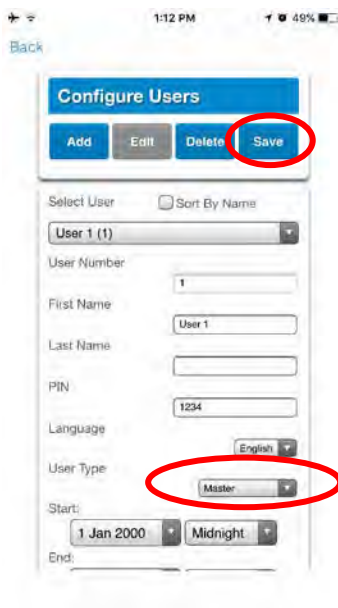 1:12 PM 49%
Back
Configure Users
Add Edit Delete Save
Select User Sort By Name
User 1 (1)
User Number
1
First Name
User 1
Last Name
PIN
1234
Language
English
User Type
Master
Start:
1 Jan 2000 Midnight
End: